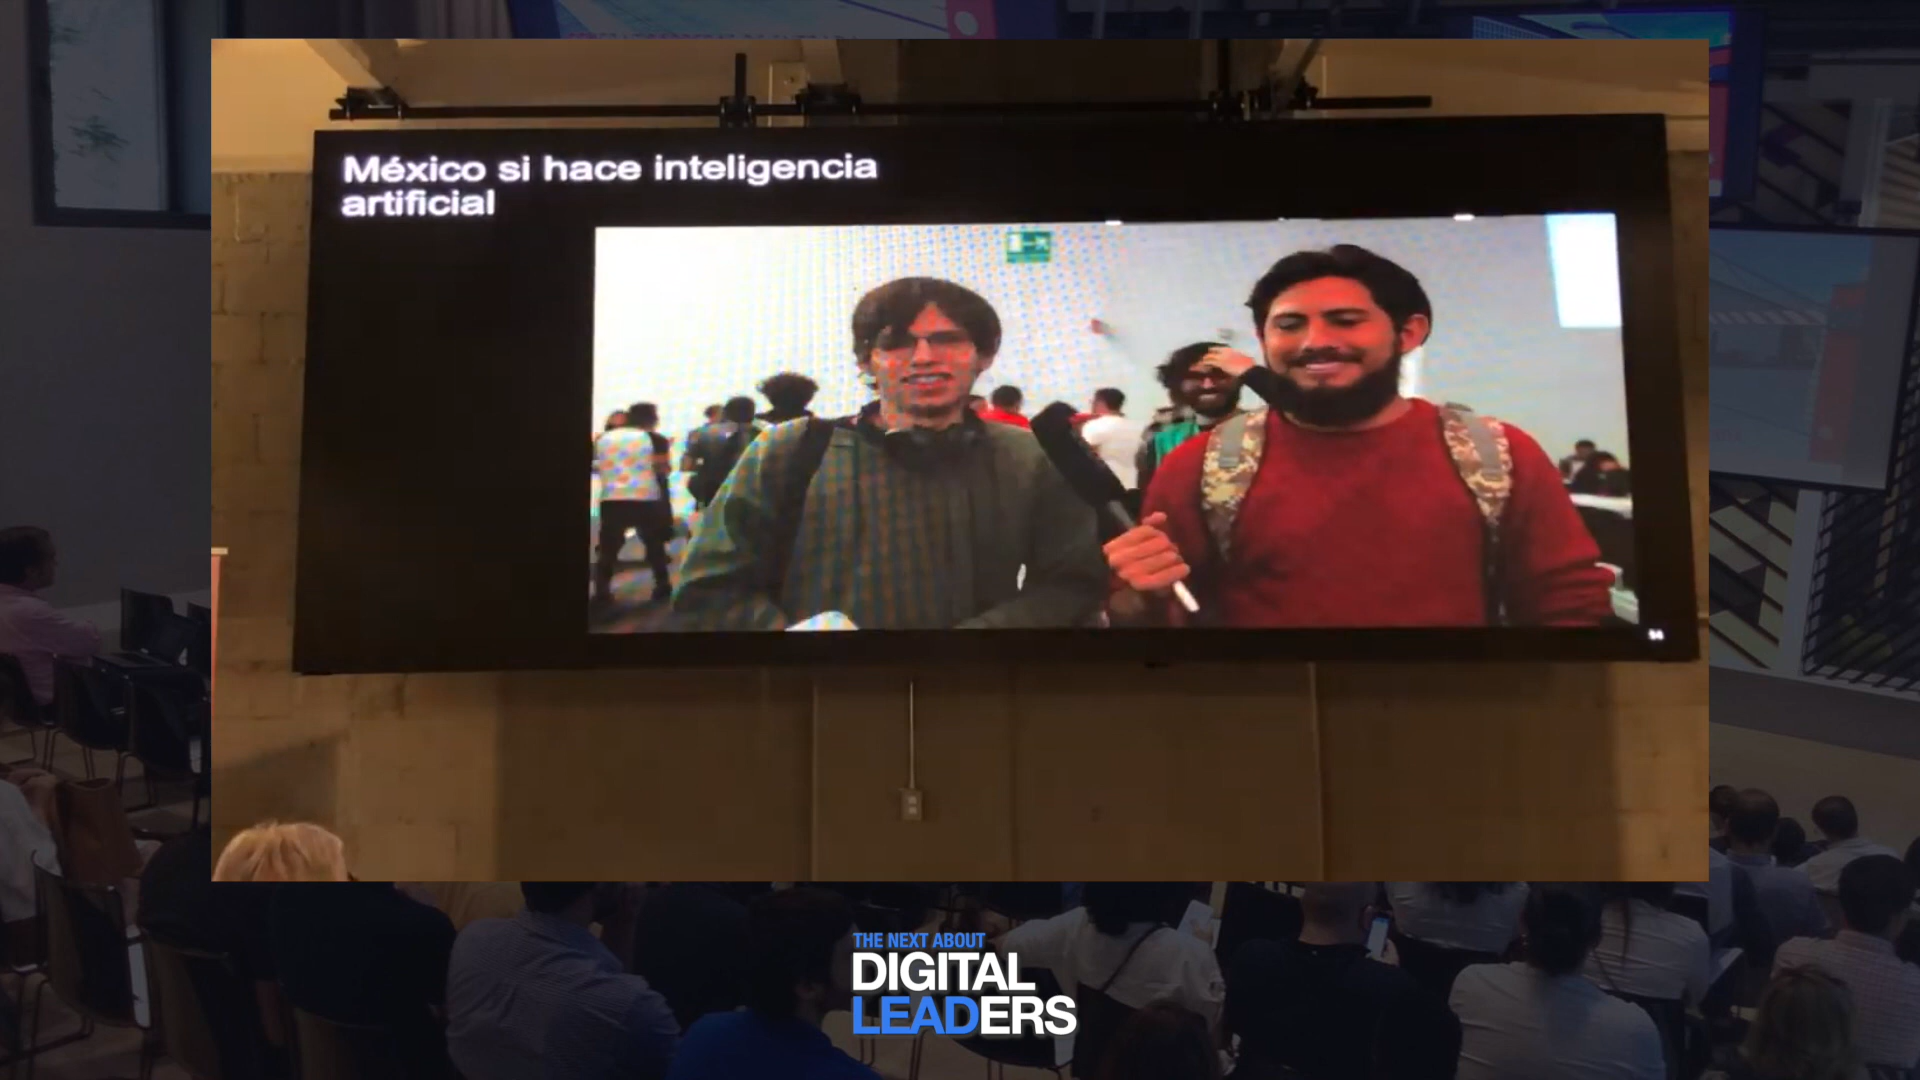 México si hace inteligencia
artificial
THE NEXT ABOUT
DIGITAL
LEADERS